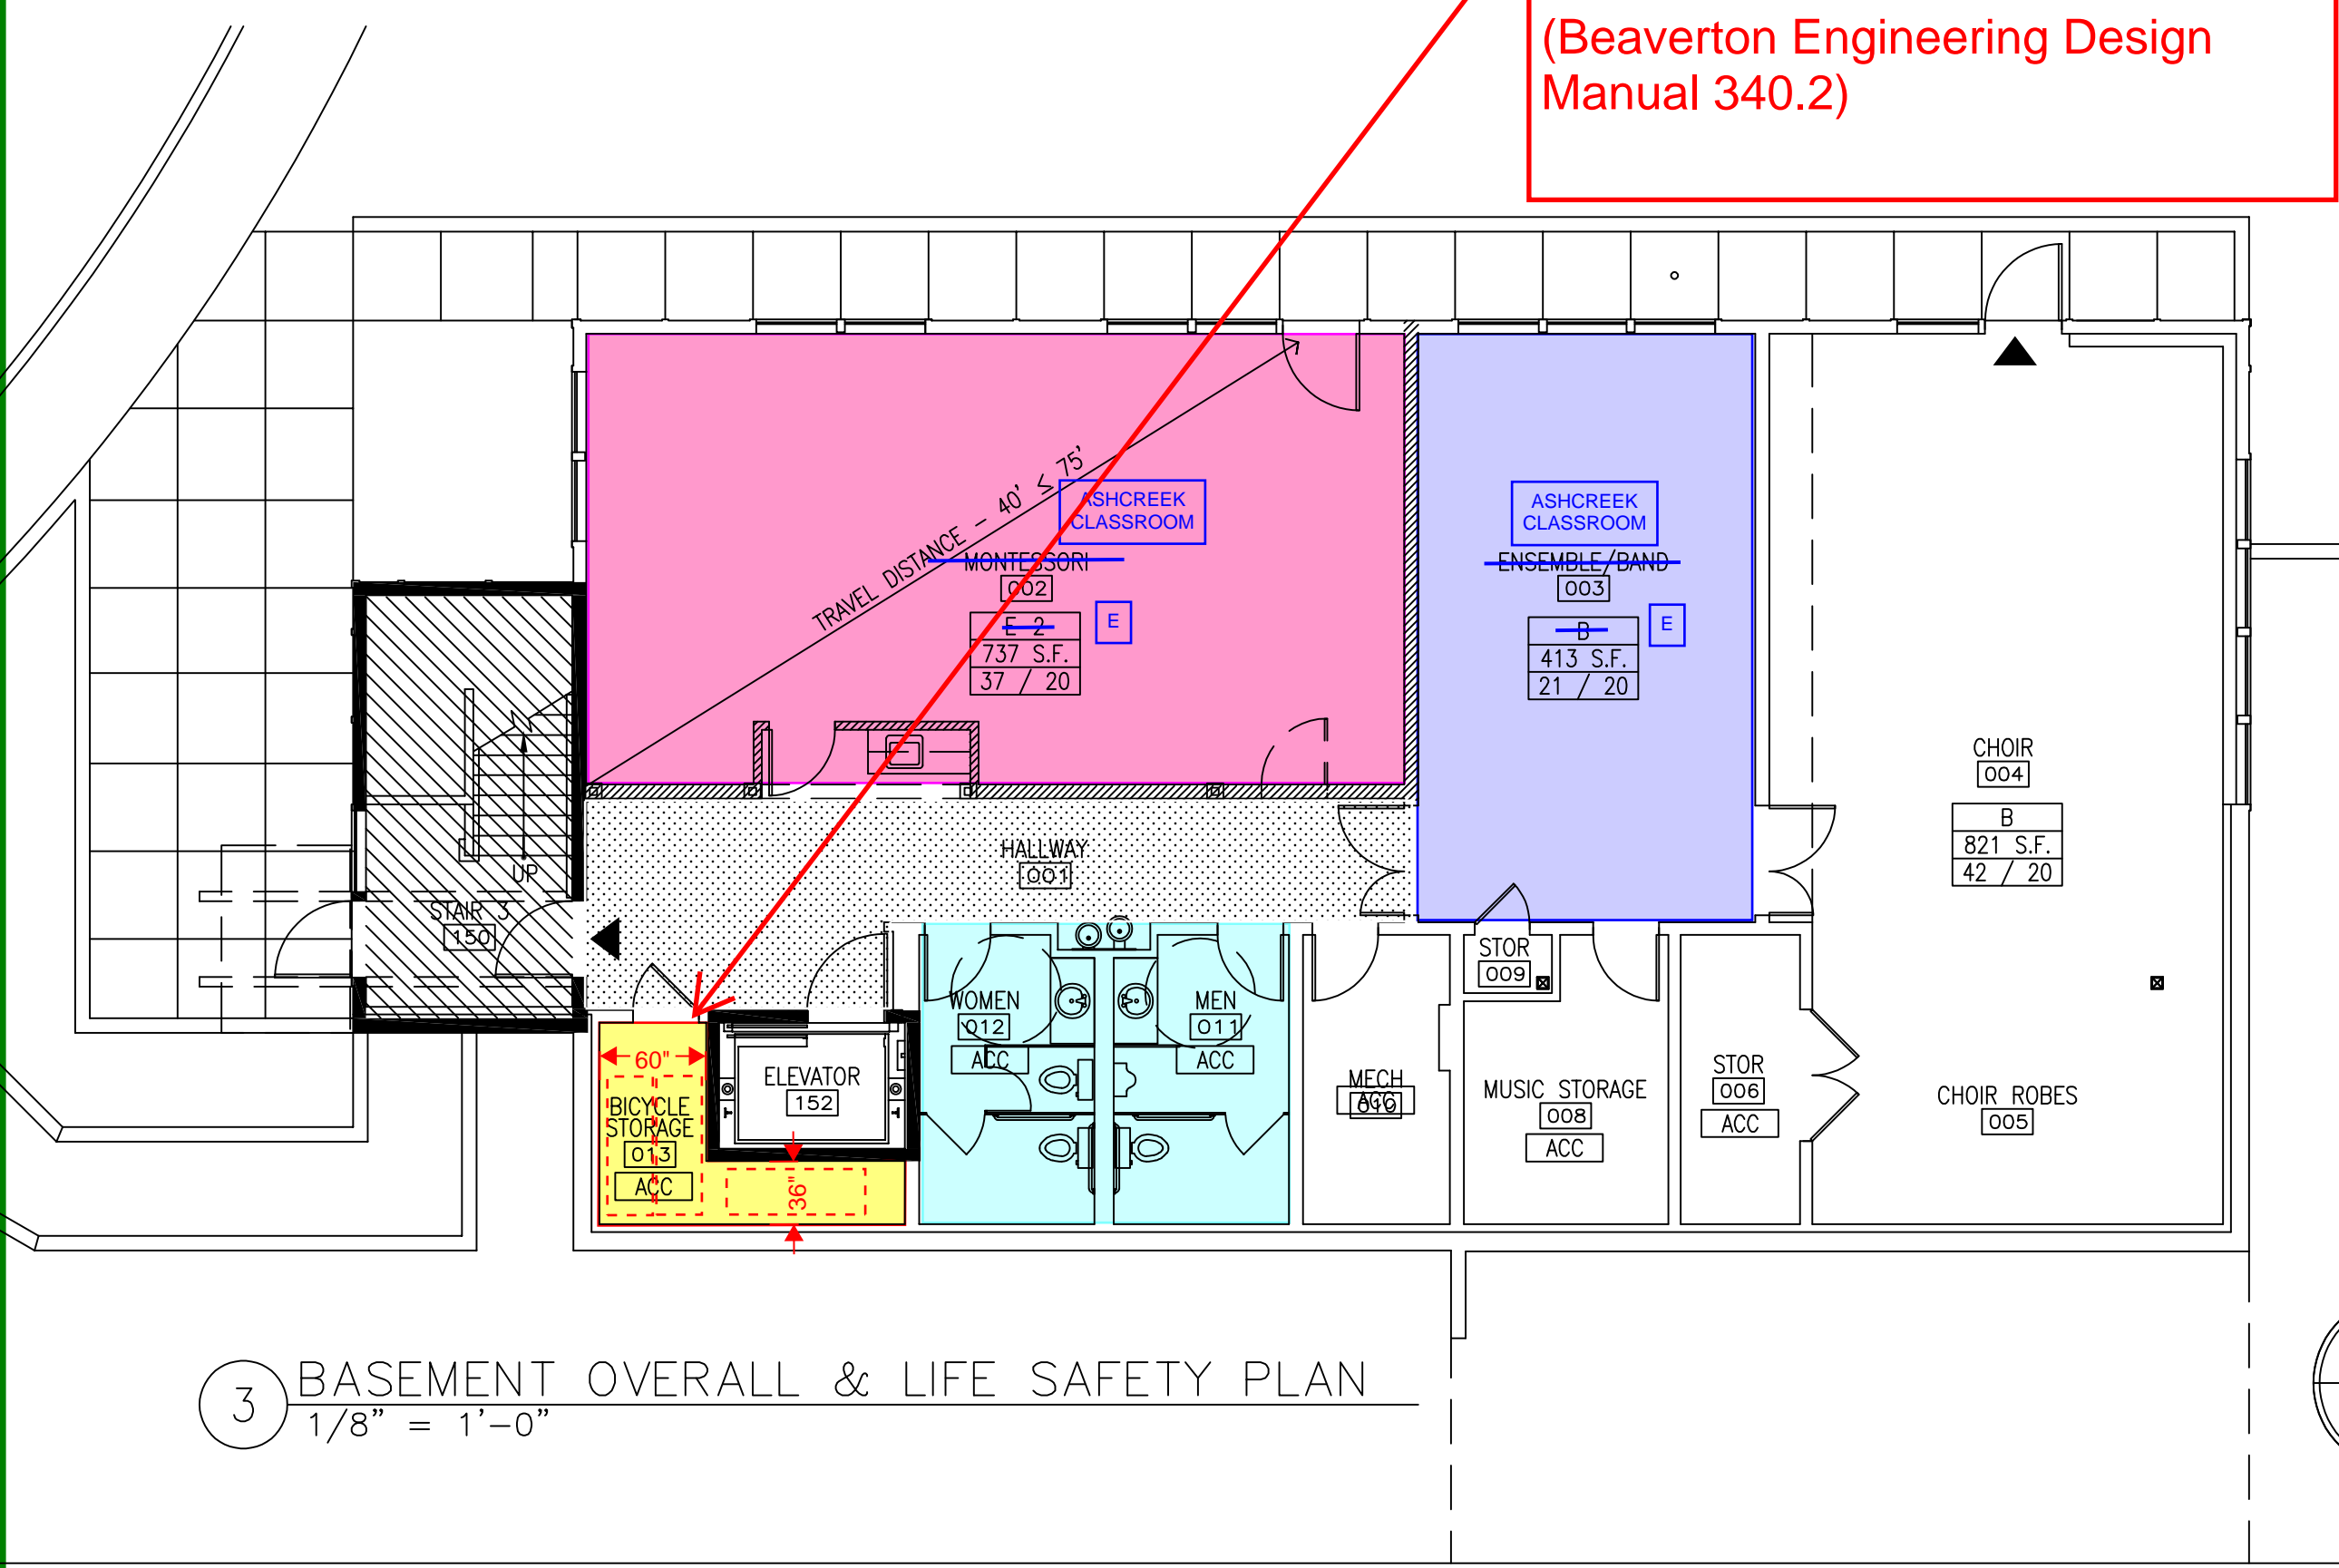 (Beaverton Engineering Design
Manual 340.2)
TRAVEL DISTANCE – 40' ≤ 75'
ASHCREEK
CLASSROOM
MONTESSORI
002
E-2
E
737 S.F.
37 / 20
ASHCREEK
CLASSROOM
ENSEMBLE/BAND
003
B
E
413 S.F.
21 / 20
CHOIR
004
B
821 S.F.
42 / 20
HALLWAY
001
UP
STAIR 3
150
STOR
009
WOMEN
012
ACC
MEN
011
ACC
60"
ELEVATOR
152
BICYCLE
STORAGE
013
ACC
36"
MECH
010
ACC
MUSIC STORAGE
008
ACC
STOR
006
ACC
CHOIR ROBES
005
3
BASEMENT OVERALL & LIFE SAFETY PLAN
1/8" = 1'-0"